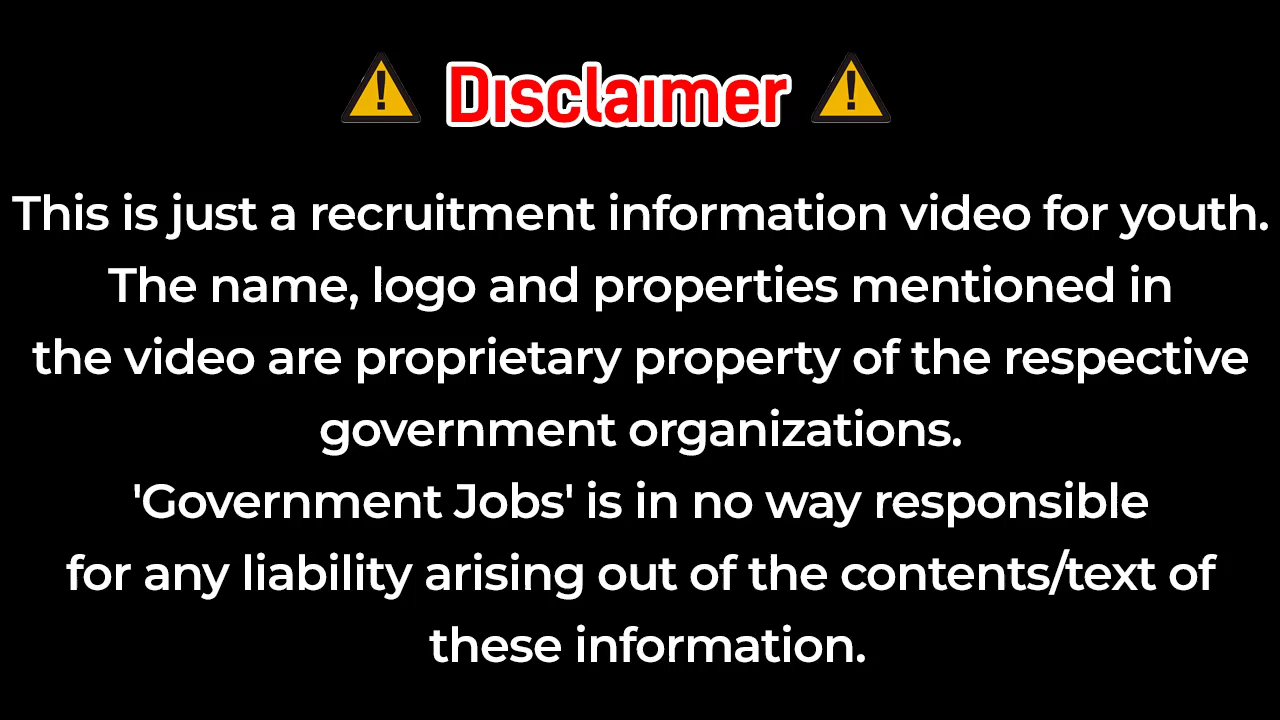 Disclaimer
This is just a recruitment information video for youth.
The name, logo and properties mentioned in
the video are proprietary property of the respective
government organizations.
'Government Jobs' is in no way responsible
for any liability arising out of the contents/text of
these information.